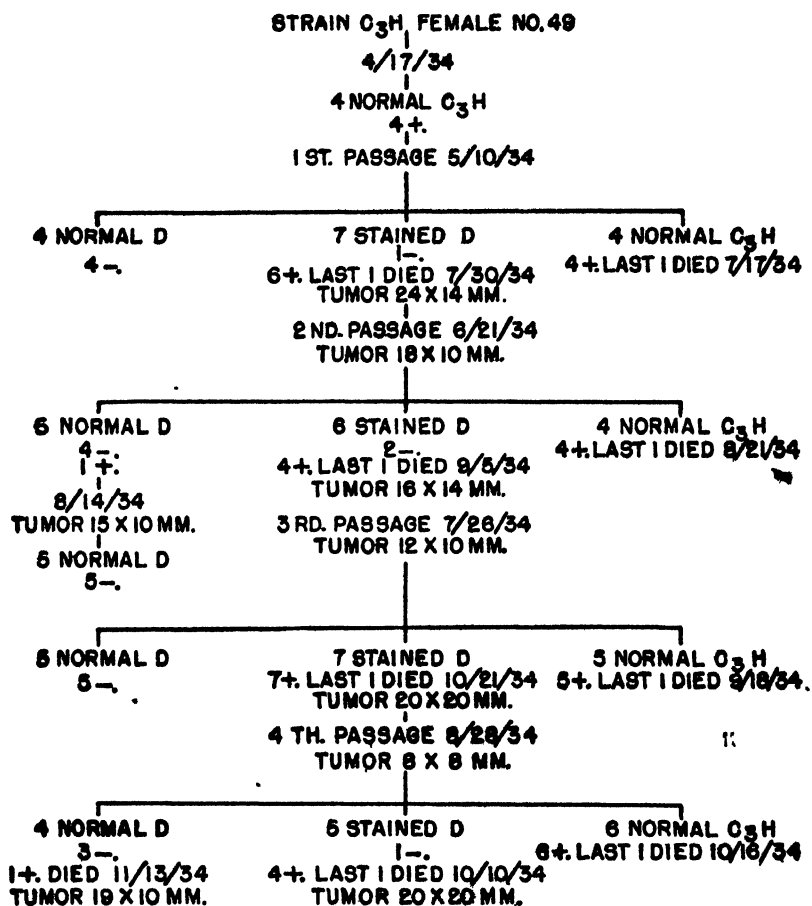 STRAIN C₃H FEMALE NO. 49
4/17/34
4 NORMAL C₃H
4+.
1 ST. PASSAGE 5/10/34
4 NORMAL D
4-.
7 STAINED D
1-.
6+. LAST 1 DIED 7/30/34
TUMOR 24 X 14 MM.
4 NORMAL C₃H
4+. LAST 1 DIED 7/17/34
2 ND. PASSAGE 6/21/34
TUMOR 18 X 10 MM.
5 NORMAL D
4-.
1+.
8/14/34
TUMOR 15 X 10 MM.
5 NORMAL D
5-.
6 STAINED D
2-.
4+. LAST 1 DIED 9/5/34
TUMOR 16 X 14 MM.
4 NORMAL C₃H
4+. LAST 1 DIED 8/21/34
3 RD. PASSAGE 7/26/34
TUMOR 12 X 10 MM.
5 NORMAL D
5-.
7 STAINED D
7+. LAST 1 DIED 10/21/34
TUMOR 20 X 20 MM.
5 NORMAL C₃H
5+. LAST 1 DIED 9/18/34.
4 TH. PASSAGE 8/28/34
TUMOR 8 X 8 MM.
4 NORMAL D
3-.
1+. DIED 11/13/34
TUMOR 19 X 10 MM.
5 STAINED D
1-.
4+. LAST 1 DIED 10/10/34
TUMOR 20 X 20 MM.
6 NORMAL C₃H
6+. LAST 1 DIED 10/16/34